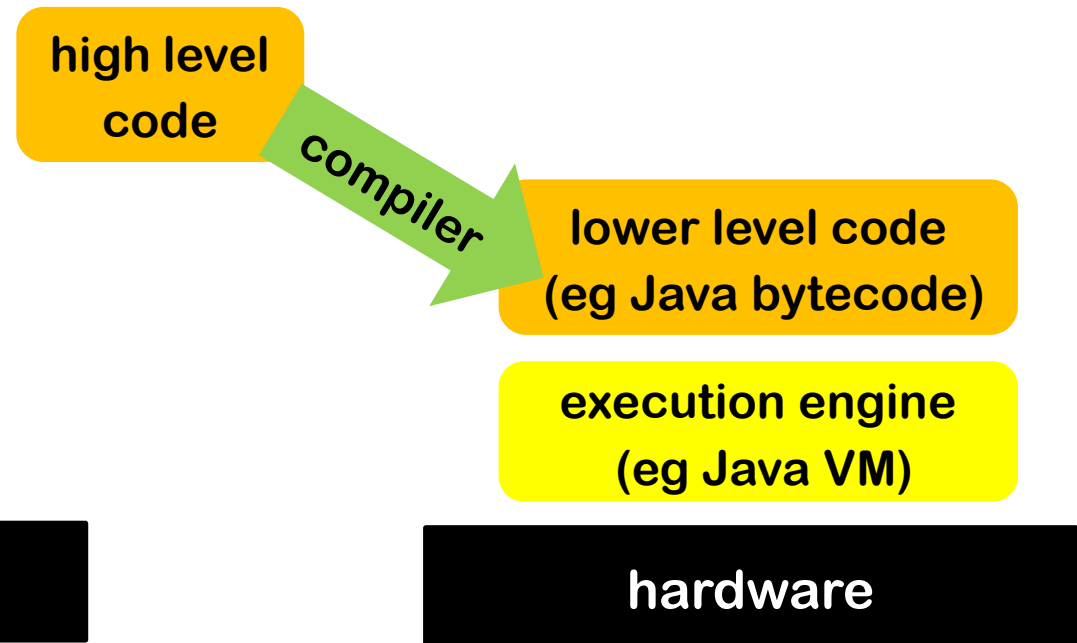 high level
code
compiler
lower level code
(eg Java bytecode)
execution engine
(eg Java VM)
hardware